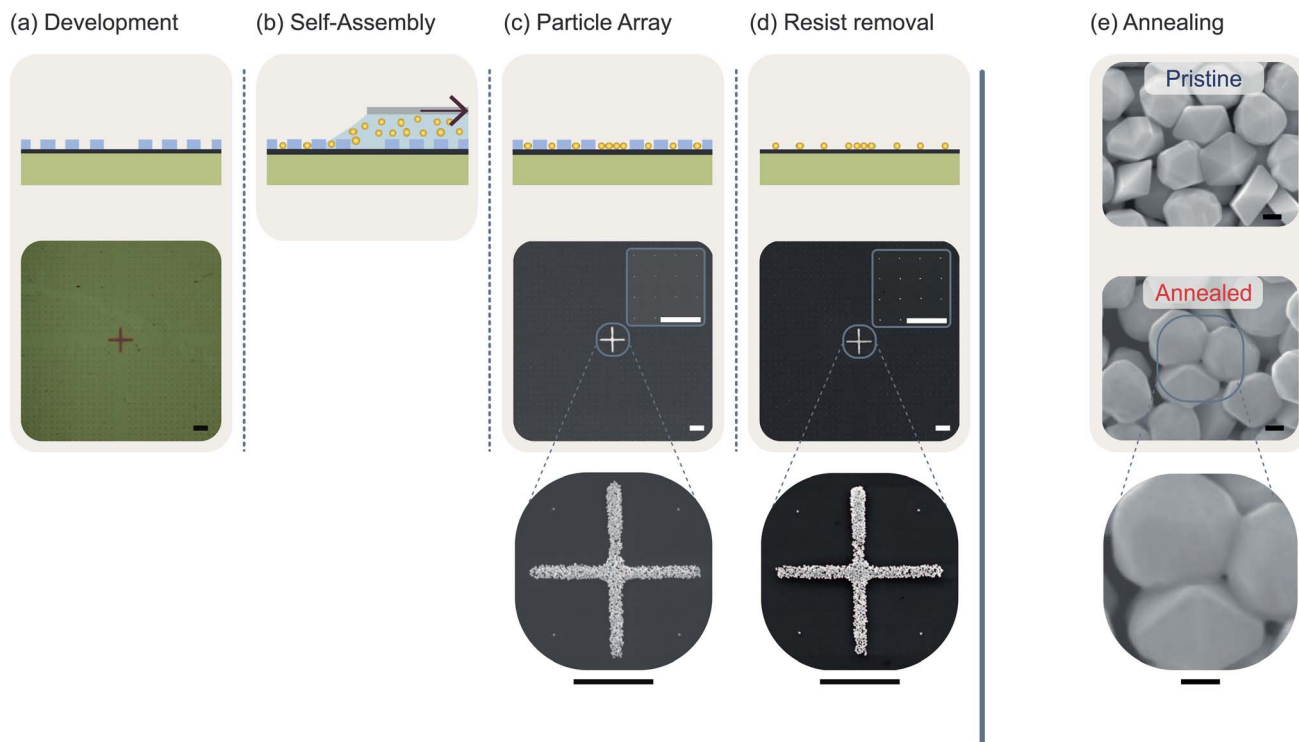 (a) Development
(b) Self-Assembly
(c) Particle Array
(d) Resist removal
(e) Annealing
Pristine
Annealed